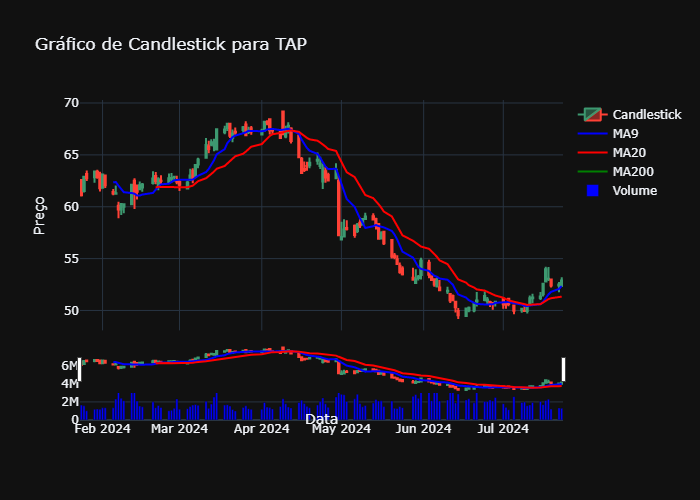 Gráfico de Candlestick para TAP
Preço
70
65
60
55
50
Candlestick
MA9
MA20
MA200
Volume
6M
4M
2M
0
Feb 2024
Mar 2024
Apr 2024
May 2024
Jun 2024
Jul 2024
Data